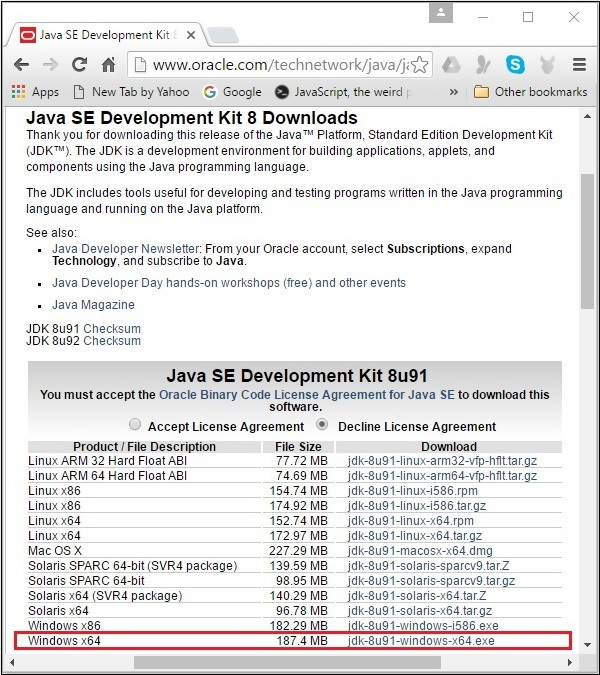 Java SE Development Kit 8
www.oracle.com/technetwork/java/ja
Apps New Tab by Yahoo Google JavaScript, the weird p » Other bookmarks
Java SE Development Kit 8 Downloads
Thank you for downloading this release of the Java™ Platform, Standard Edition Development Kit
(JDK™). The JDK is a development environment for building applications, applets, and
components using the Java programming language.
The JDK includes tools useful for developing and testing programs written in the Java programming
language and running on the Java platform.
See also:
Java Developer Newsletter: From your Oracle account, select Subscriptions, expand
Technology, and subscribe to Java.
Java Developer Day hands-on workshops (free) and other events
Java Magazine
JDK 8u91 Checksum
JDK 8u92 Checksum
Java SE Development Kit 8u91
You must accept the Oracle Binary Code License Agreement for Java SE to download this
software.
Accept License Agreement Decline License Agreement
Product / File Description File Size Download
Linux ARM 32 Hard Float ABI 77.72 MB jdk-8u91-linux-arm32-vfp-hflt.tar.gz
Linux ARM 64 Hard Float ABI 74.69 MB jdk-8u91-linux-arm64-vfp-hflt.tar.gz
Linux x86 154.74 MB jdk-8u91-linux-i586.rpm
Linux x86 174.92 MB jdk-8u91-linux-i586.tar.gz
Linux x64 152.74 MB jdk-8u91-linux-x64.rpm
Linux x64 172.97 MB jdk-8u91-linux-x64.tar.gz
Mac OS X 227.29 MB jdk-8u91-macosx-x64.dmg
Solaris SPARC 64-bit (SVR4 package) 139.59 MB jdk-8u91-solaris-sparcv9.tar.Z
Solaris SPARC 64-bit 98.95 MB jdk-8u91-solaris-sparcv9.tar.gz
Solaris x64 (SVR4 package) 140.29 MB jdk-8u91-solaris-x64.tar.Z
Solaris x64 96.78 MB jdk-8u91-solaris-x64.tar.gz
Windows x86 182.29 MB jdk-8u91-windows-i586.exe
Windows x64 187.4 MB jdk-8u91-windows-x64.exe